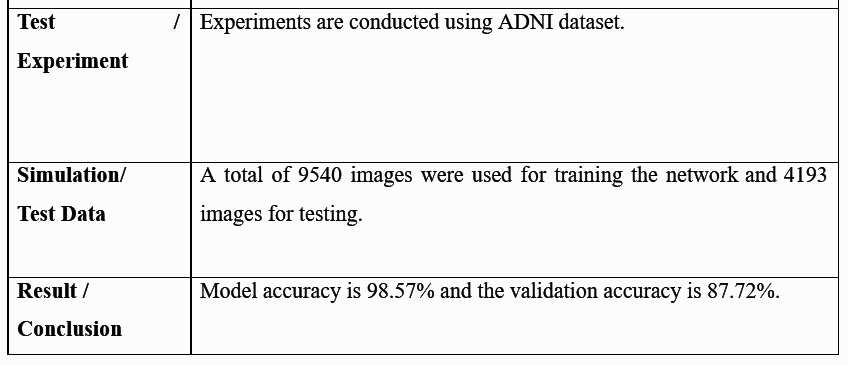 Test / Experiments are conducted using ADNI dataset.
Experiment
Simulation/ A total of 9540 images were used for training the network and 4193
Test Data images for testing.
Result / Model accuracy is 98.57% and the validation accuracy is 87.72%.
Conclusion